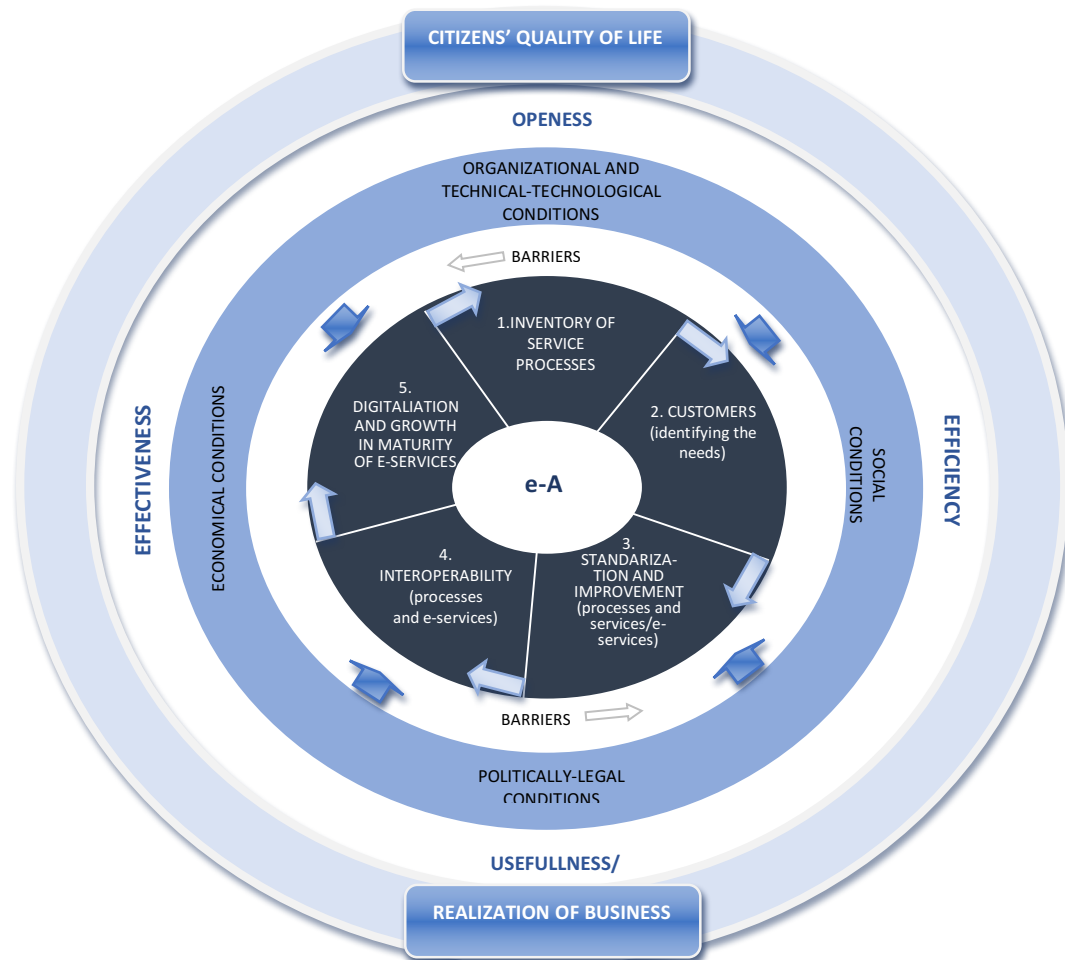 CITIZENS’ QUALITY OF LIFE
OPENESS
ORGANIZATIONAL AND
TECHNICAL-TECHNOLOGICAL
CONDITIONS
BARRIERS
1.INVENTORY OF
SERVICE
PROCESSES
2. CUSTOMERS
(identifying the
needs)
3.
STANDARIZA-
TION AND
IMPROVEMENT
(processes and
services/e-
services)
4.
INTEROPERABILITY
(processes
and e-services)
5.
DIGITALIATION
AND GROWTH
IN MATURITY
OF E-SERVICES
e-A
EFFECTIVENESS
ECONOMICAL CONDITIONS
SOCIAL
CONDITIONS
EFFICIENCY
BARRIERS
POLITICALLY-LEGAL
CONDITIONS
USEFULLNESS/
REALIZATION OF BUSINESS